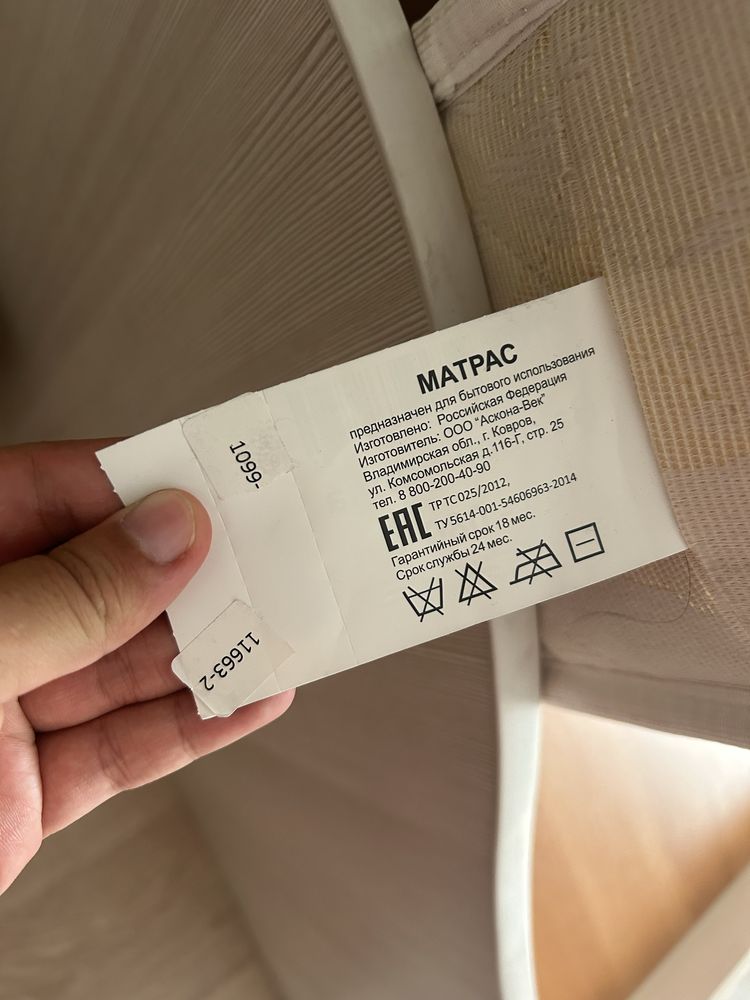 МАТРАС
предназначен для бытового использования
Изготовлено: Российская Федерация
Изготовитель: ООО "Аскона-Век"
Владимирская обл., г. Ковров,
ул. Комсомольская д.116-Г, стр. 25
тел. 8 800-200-40-90
ЕАС ТР ТС 025/2012,
ТУ 5614-001-54606963-2014
Гарантийный срок 18 мес.
Срок службы 24 мес.
1099-
11663-2